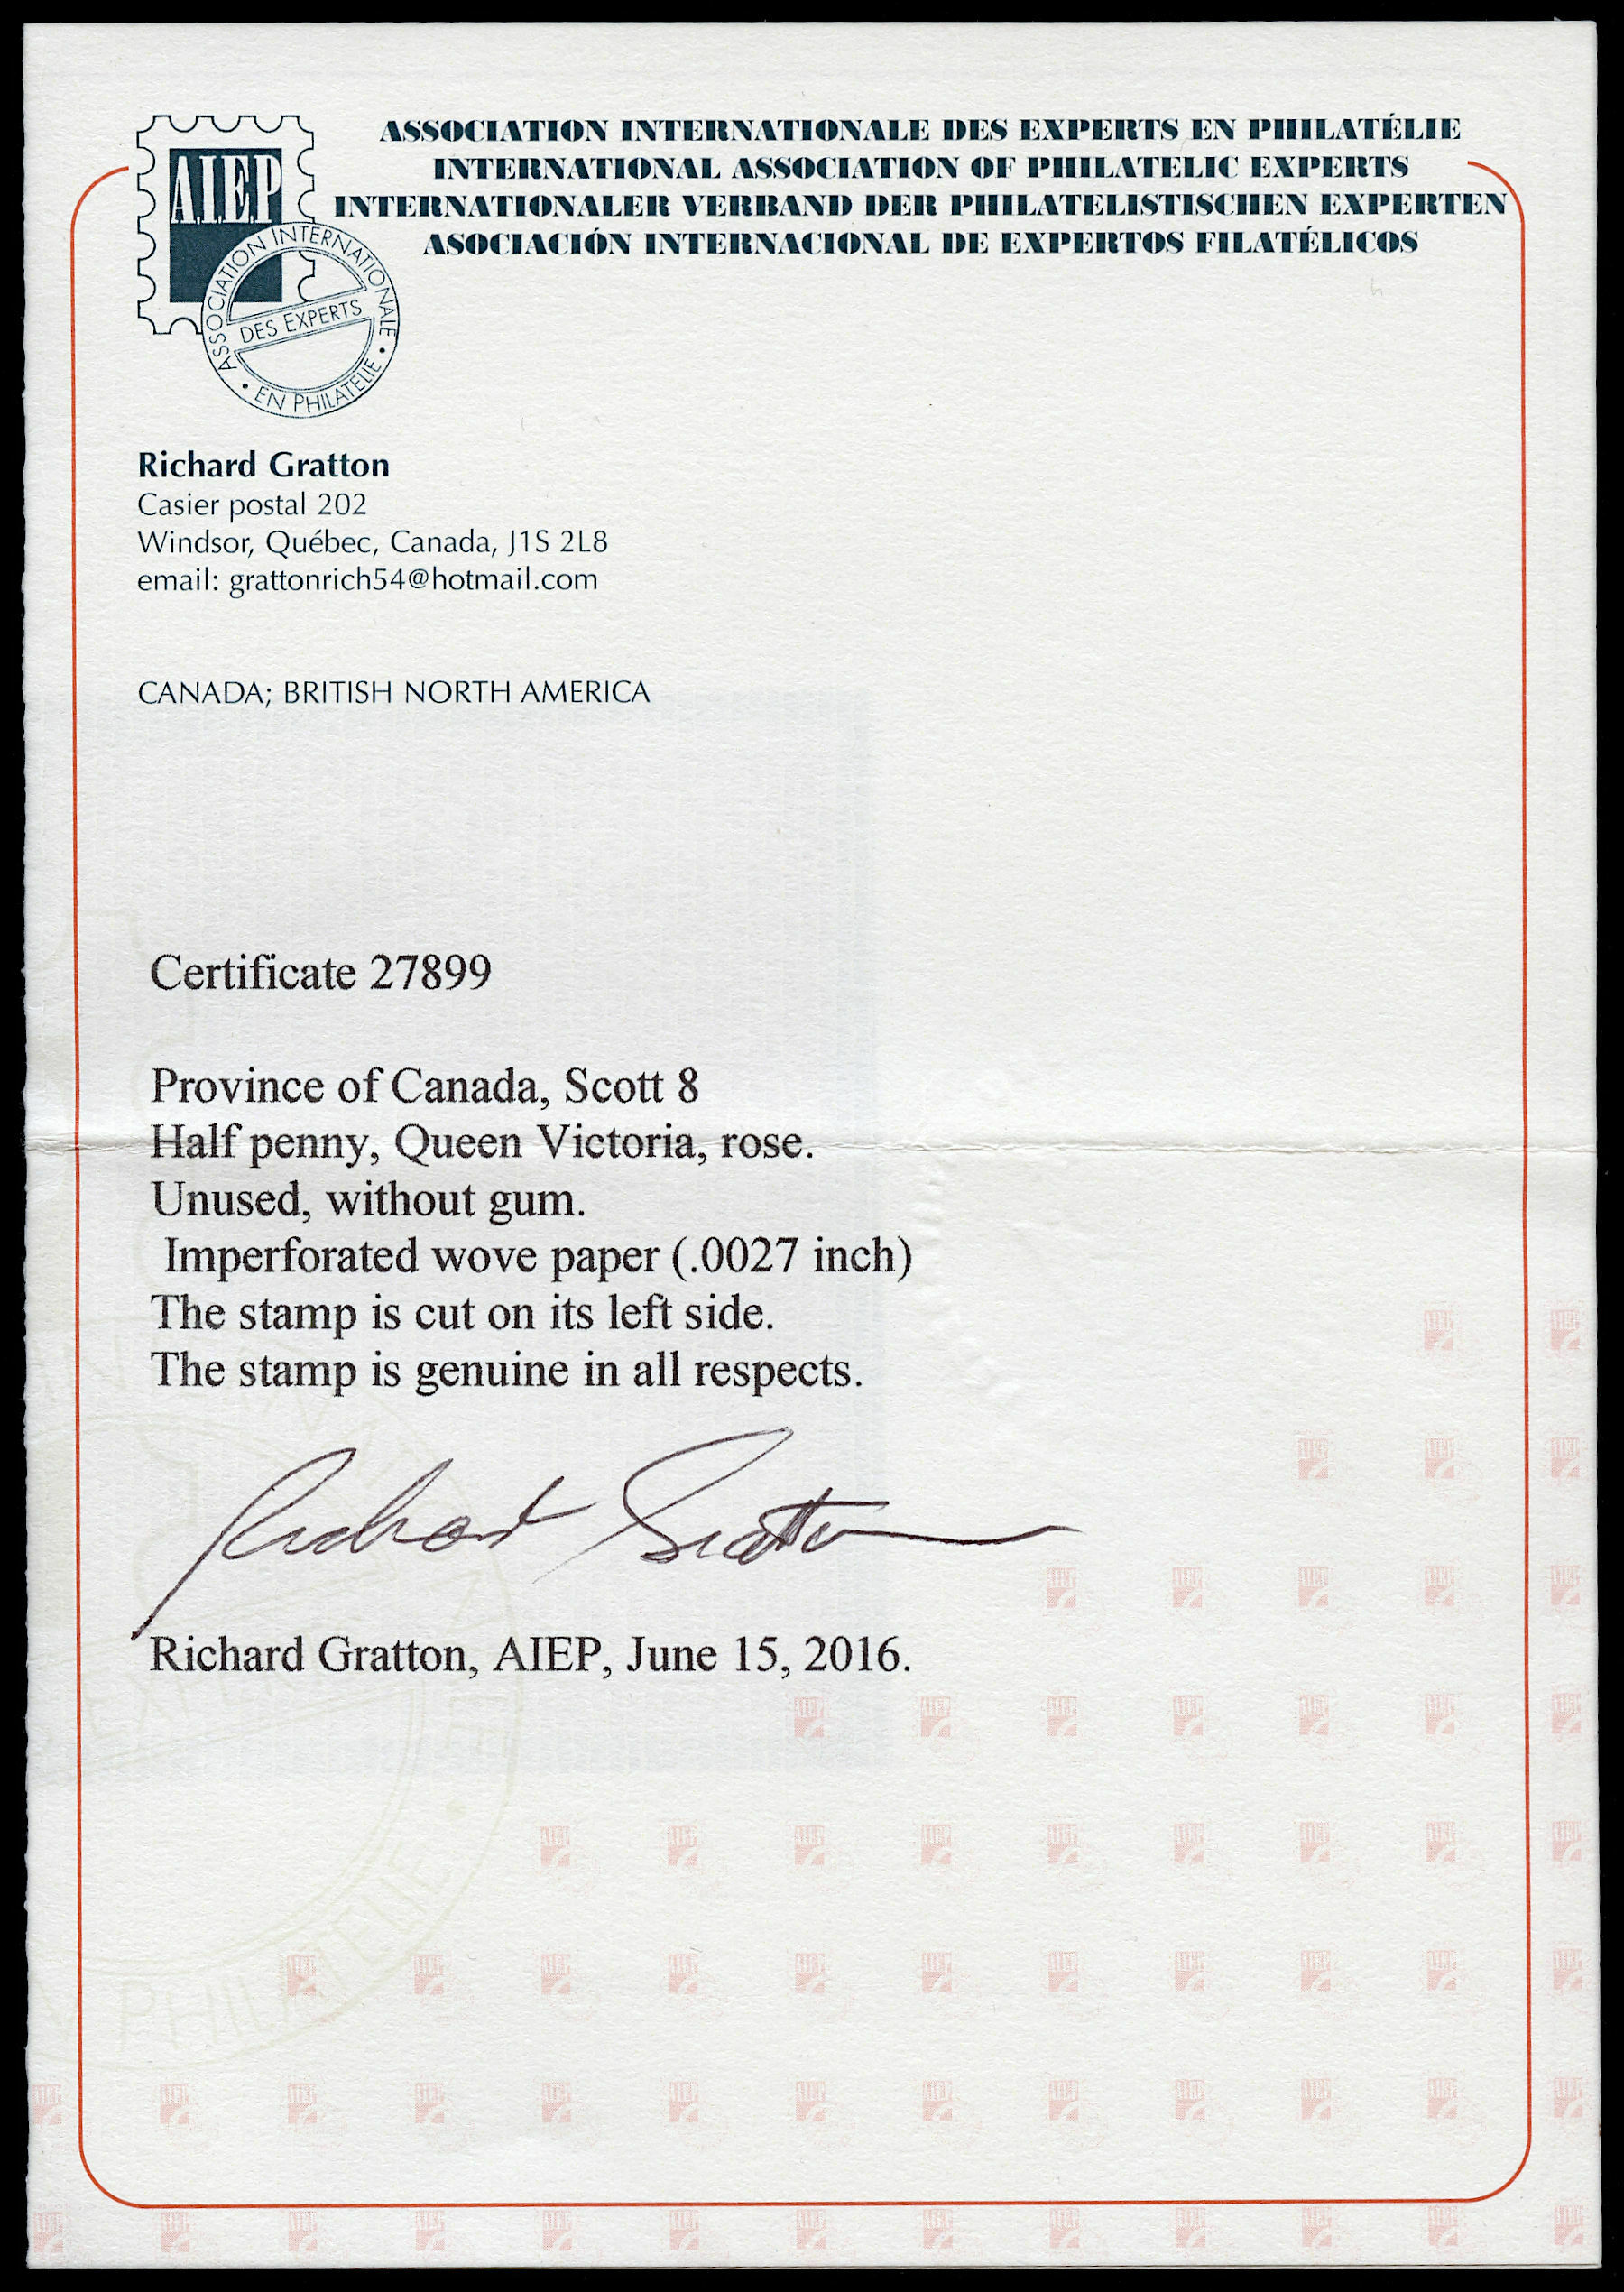 ASSOCIATION INTERNATIONALE DES EXPERTS EN PHILATÉLIE
INTERNATIONAL ASSOCIATION OF PHILATELIC EXPERTS
INTERNATIONALER VERBAND DER PHILATELISTISCHEN EXPERTEN
ASOCIACIÓN INTERNACIONAL DE EXPERTOS FILATÉLICOS
A.I.E.P
ASSOCIATION INTERNATIONALE
DES EXPERTS
EN PHILATÉLIE
Richard Gratton
Casier postal 202
Windsor, Québec, Canada, J1S 2L8
email: grattonrich54@hotmail.com
CANADA; BRITISH NORTH AMERICA
Certificate 27899
Province of Canada, Scott 8
Half penny, Queen Victoria, rose.
Unused, without gum.
Imperforated wove paper (.0027 inch)
The stamp is cut on its left side.
The stamp is genuine in all respects.
Richard Gratton
Richard Gratton, AIEP, June 15, 2016.